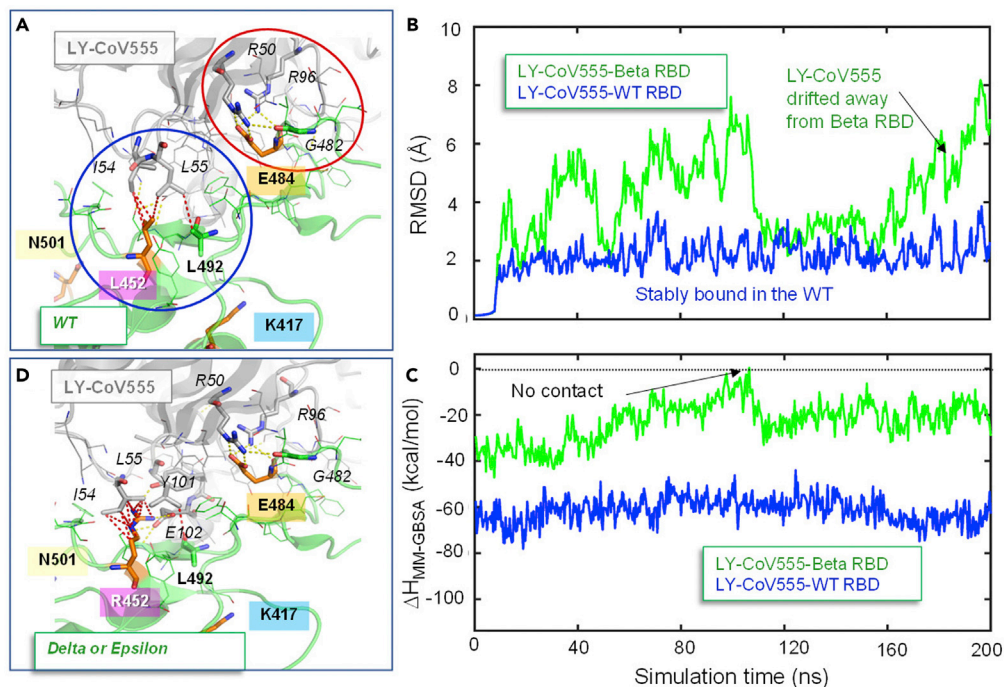 A
LY-CoV555
R50
R96
G482
I54
L55
E484
N501
L452
L492
WT
K417
B
10
8
6
4
2
0
RMSD (Å)
LY-CoV555-Beta RBD
LY-CoV555-WT RBD
LY-CoV555
drifted away
from Beta RBD
Stably bound in the WT
D
LY-CoV555
R50
R96
L55
Y101
G482
I54
E484
E102
N501
L492
R452
K417
Delta or Epsilon
C
0
-20
-40
-60
-80
-100
ΔH MM-GBSA (kcal/mol)
No contact
LY-CoV555-Beta RBD
LY-CoV555-WT RBD
0 40 80 120 160 200
Simulation time (ns)